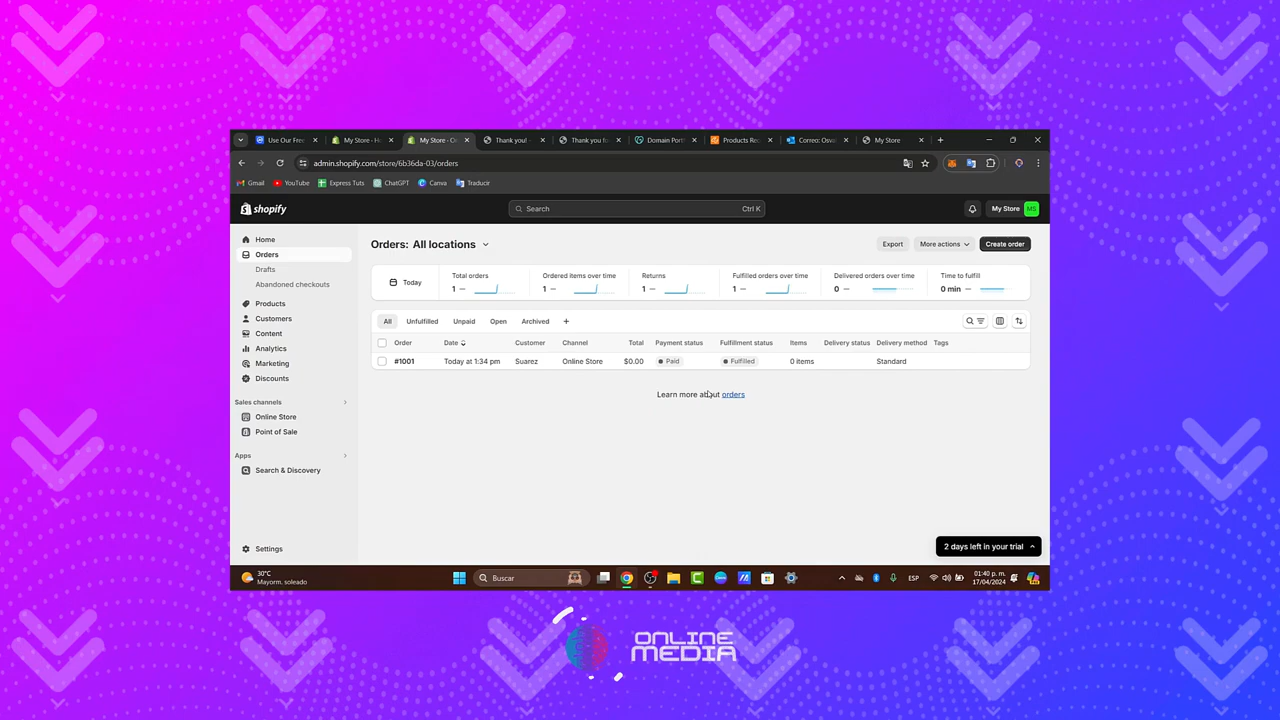 Use Our Free
My Store - H
My Store - O
Thank you!
Thank you fo
Domain Portf
Products Re
Correo: Osv
My Store
admin.shopify.com/store/6b36da-03/orders
Gmail YouTube Express Tuts ChatGPT Canva Traducir
shopify
Search Ctrl K
My Store MS
Home
Orders
Drafts
Abandoned checkouts
Products
Customers
Content
Analytics
Marketing
Discounts
Sales channels
Online Store
Point of Sale
Apps
Search & Discovery
Settings
Orders: All locations
Export More actions Create order
Today
Total orders
1 —
Ordered items over time
1 —
Returns
1 —
Fulfilled orders over time
1 —
Delivered orders over time
0 —
Time to fulfill
0 min —
All Unfulfilled Unpaid Open Archived +
Order Date Customer Channel Total Payment status Fulfillment status Items Delivery status Delivery method Tags
#1001 Today at 1:34 pm Suarez Online Store $0.00 Paid Fulfilled 0 items Standard
Learn more about orders
2 days left in your trial
30°C
Mayorm. soleado
Buscar
ESP
01:40 p. m.
17/04/2024
ONLINE
MEDIA